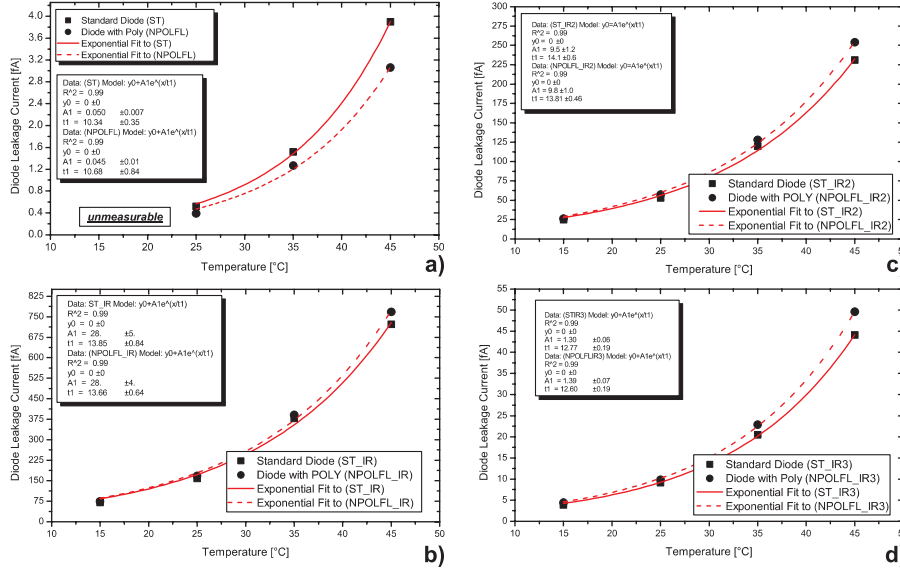 Diode Leakage Current [fA]
4.0
3.6
3.2
2.8
2.4
2.0
1.6
1.2
0.8
0.4
0.0
Standard Diode (ST)
Diode with Poly (NPOLFL)
Exponential Fit to (ST)
Exponential Fit to (NPOLFL)
Data: (ST) Model: y0+A1e^(x/t1)
R^2 = 0.99
y0 = 0 ±0
A1 = 0.050 ±0.007
t1 = 10.34 ±0.35
Data: (NPOLFL) Model: y0+A1e^(x/t1)
R^2 = 0.99
y0 = 0 ±0
A1 = 0.045 ±0.01
t1 = 10.68 ±0.84
unmeasurable
10 15 20 25 30 35 40 45 50
Temperature [°C]
a)
Diode Leakage Current [fA]
300
275
250
225
200
175
150
125
100
75
50
25
0
Data: (ST_IR2) Model: y0=A1e^(x/t1)
R^2 = 0.99
y0 = 0 ±0
A1 = 9.5 ±1.2
t1 = 14.1 ±0.6
Data: (NPOLFL_IR2) Model: y0=A1e^(x/t1)
R^2 = 0.99
y0 = 0 ±0
A1 = 9.8 ±1.0
t1 = 13.81 ±0.46
Standard Diode (ST_IR2)
Diode with POLY (NPOLFL_IR2)
Exponential Fit to (ST_IR2)
Exponential Fit to (NPOLFL_IR2)
10 15 20 25 30 35 40 45 50
Temperature [°C]
c)
Diode Leakage Current [fA]
825
750
675
600
525
450
375
300
225
150
75
0
Data: ST_IR Model: y0+A1e^(x/t1)
R^2 = 0.99
y0 = 0 ±0
A1 = 28. ±5.
t1 = 13.85 ±0.84
Data: (NPOLFL_IR) Model: y0+A1e^(x/t1)
R^2 = 0.99
y0 = 0 ±0
A1 = 28. ±4.
t1 = 13.66 ±0.64
Standard Diode (ST_IR)
Diode with POLY (NPOLFL_IR)
Exponential Fit to (ST_IR)
Exponential Fit to (NPOLFL_IR)
10 15 20 25 30 35 40 45 50
Temperature [°C]
b)
Diode Leakage Current [fA]
55
50
45
40
35
30
25
20
15
10
5
0
Data: (STIR3) Model: y0+A1e^(x/t1)
R^2 = 0.99
y0 = 0 ±0
A1 = 1.30 ±0.06
t1 = 12.77 ±0.19
Data: (NPOLFLIR3) Model: y0+A1e^(x/t1)
R^2 = 0.99
y0 = 0 ±0
A1 = 1.39 ±0.07
t1 = 12.60 ±0.19
Standard Diode (ST_IR3)
Diode with Poly (NPOLFL_IR3)
Exponential Fit to (ST_IR3)
Exponential Fit to (NPOLFL_IR3)
10 15 20 25 30 35 40 45 50
Temperature [°C]
d)